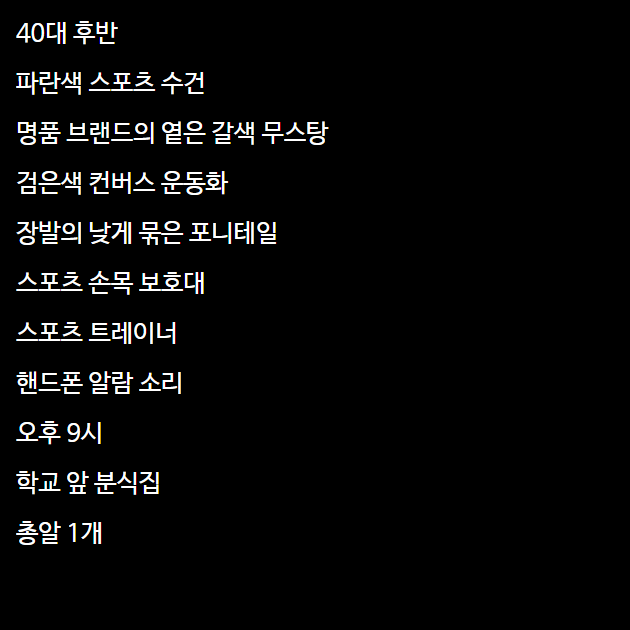 40대 후반
파란색 스포츠 수건
명품 브랜드의 옅은 갈색 무스탕
검은색 컨버스 운동화
장발의 낮게 묶은 포니테일
스포츠 손목 보호대
스포츠 트레이너
핸드폰 알람 소리
오후 9시
학교 앞 분식집
총알 1개